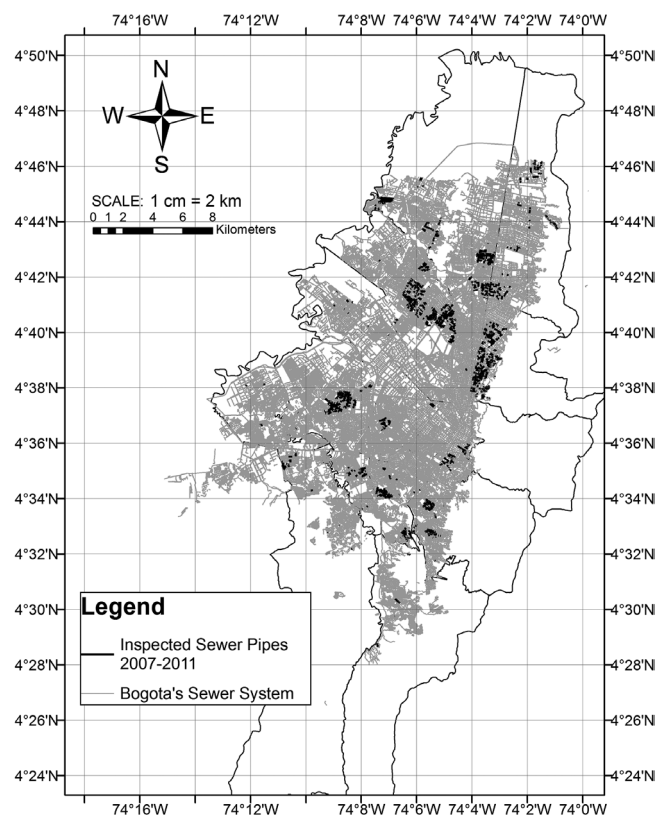 74°16'W 74°12'W 74°8'W 74°6'W 74°4'W 74°2'W 74°0'W
4°50'N 4°50'N
N
4°48'N 4°48'N
W E
S
4°46'N 4°46'N
SCALE: 1 cm = 2 km
0 1 2 4 6 8
Kilometers
4°44'N 4°44'N
4°42'N 4°42'N
4°40'N 4°40'N
4°38'N 4°38'N
4°36'N 4°36'N
4°34'N 4°34'N
4°32'N 4°32'N
4°30'N 4°30'N
Legend
Inspected Sewer Pipes
2007-2011
4°28'N 4°28'N
Bogota's Sewer System
4°26'N 4°26'N
4°24'N 4°24'N
74°16'W 74°12'W 74°8'W 74°6'W 74°4'W 74°2'W 74°0'W